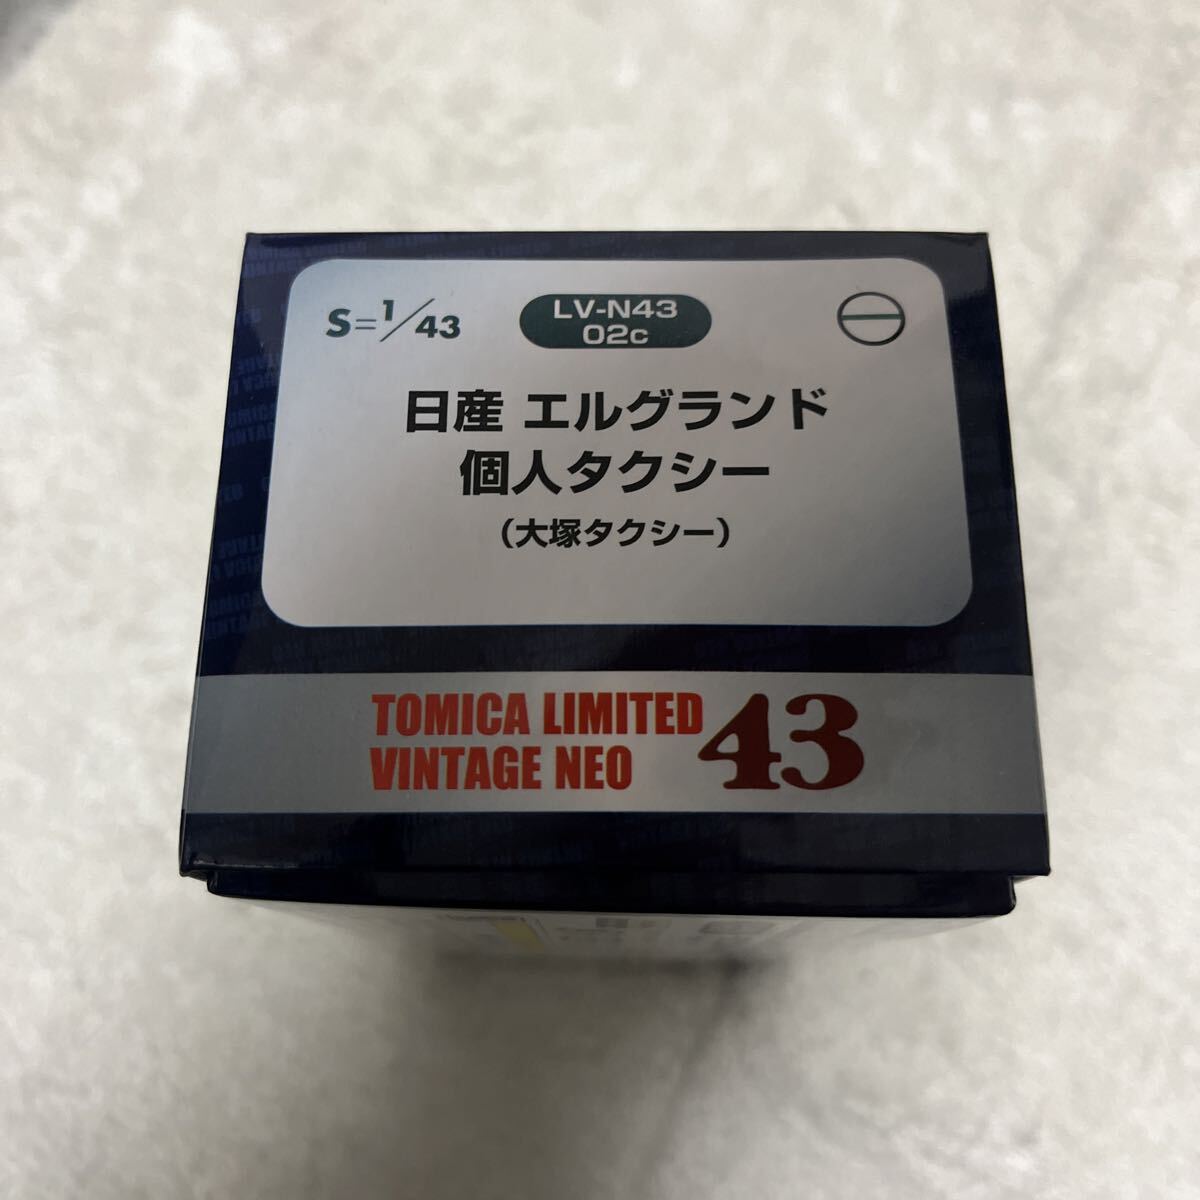 S=1/43
LV-N43
02c
日産 エルグランド
個人タクシー
（大塚タクシー）
TOMICA LIMITED
VINTAGE NEO 43